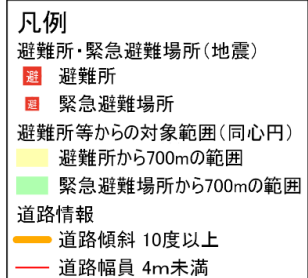 凡例
避難所・緊急避難場所（地震）
避 避難所
避 緊急避難場所
避難所等からの対象範囲（同心円）
避難所から700mの範囲
緊急避難場所から700mの範囲
道路情報
道路傾斜 10度以上
道路幅員 4m未満